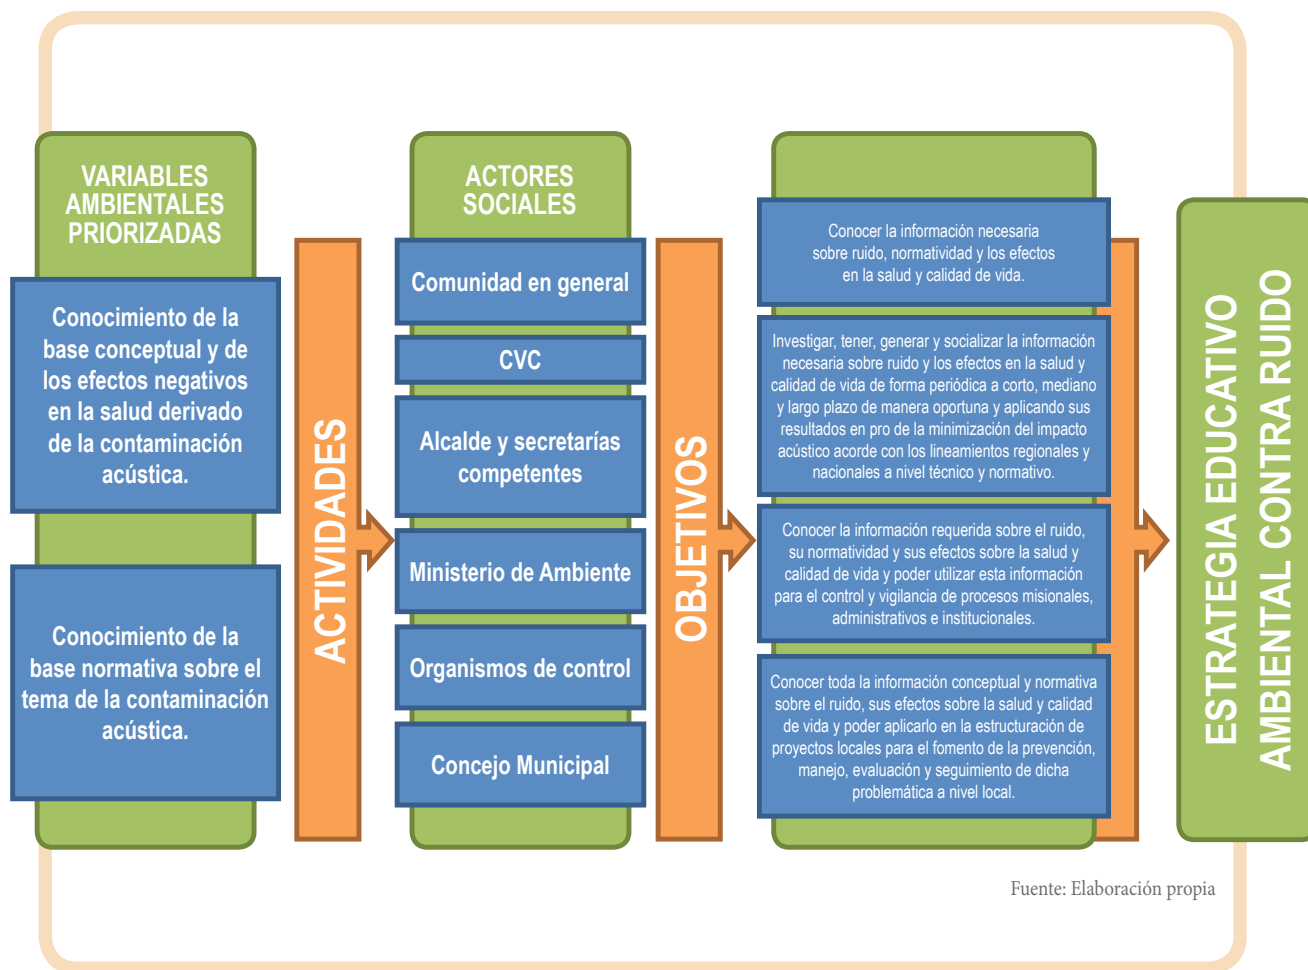 VARIABLES
AMBIENTALES
PRIORIZADAS
Conocimiento de la
base conceptual y de
los efectos negativos
en la salud derivado
de la contaminación
acústica.
Conocimiento de la
base normativa sobre el
tema de la contaminación
acústica.
ACTIVIDADES
ACTORES
SOCIALES
Comunidad en general
CVC
Alcalde y secretarías
competentes
Ministerio de Ambiente
Organismos de control
Concejo Municipal
OBJETIVOS
Conocer la información necesaria
sobre ruido, normatividad y los efectos
en la salud y calidad de vida.
Investigar, tener, generar y socializar la información
necesaria sobre ruido y los efectos en la salud y
calidad de vida de forma periódica a corto, mediano
y largo plazo de manera oportuna y aplicando sus
resultados en pro de la minimización del impacto
acústico acorde con los lineamientos regionales y
nacionales a nivel técnico y normativo.
Conocer la información requerida sobre el ruido,
su normatividad y sus efectos sobre la salud y
calidad de vida y poder utilizar esta información
para el control y vigilancia de procesos misionales,
administrativos e institucionales.
Conocer toda la información conceptual y normativa
sobre el ruido, sus efectos sobre la salud y calidad
de vida y poder aplicarlo en la estructuración de
proyectos locales para el fomento de la prevención,
manejo, evaluación y seguimiento de dicha
problemática a nivel local.
ESTRATEGIA EDUCATIVO
AMBIENTAL CONTRA RUIDO
Fuente: Elaboración propia